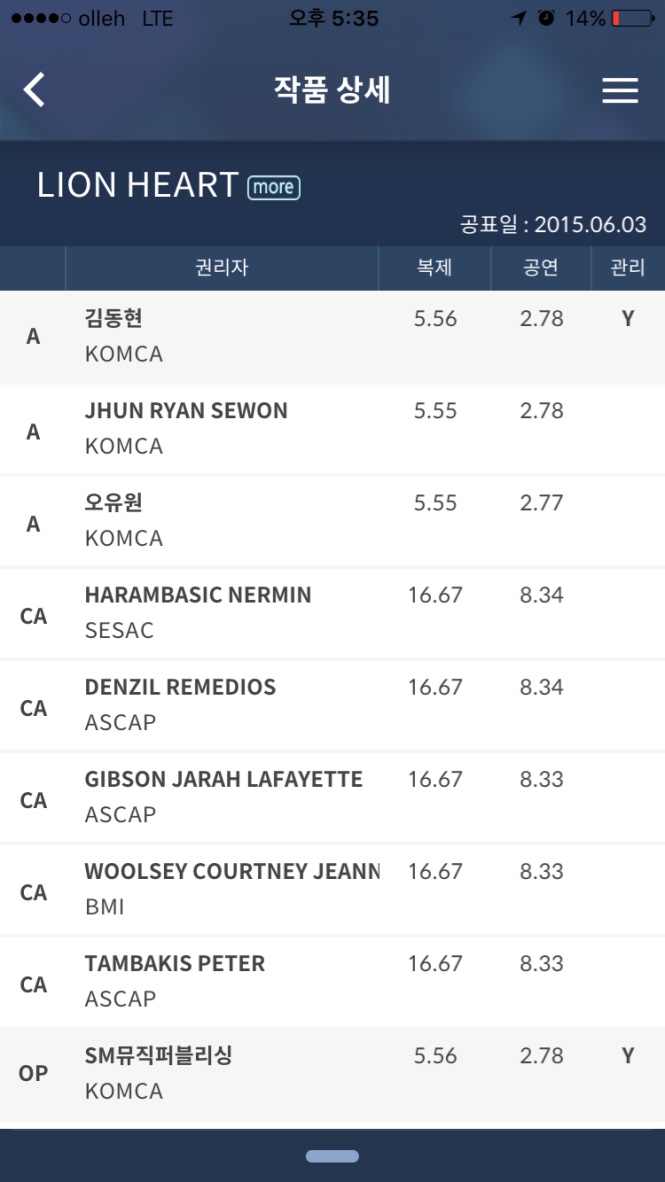 olleh LTE 오후 5:35 14%
작품 상세
LION HEART more
공표일 : 2015.06.03
권리자 복제 공연 관리
A 김동현 5.56 2.78 Y
KOMCA
A JHUN RYAN SEWON 5.55 2.78
KOMCA
A 오유원 5.55 2.77
KOMCA
CA HARAMBASIC NERMIN 16.67 8.34
SESAC
CA DENZIL REMEDIOS 16.67 8.34
ASCAP
CA GIBSON JARAH LAFAYETTE 16.67 8.33
ASCAP
CA WOOLSEY COURTNEY JEANN 16.67 8.33
BMI
CA TAMBAKIS PETER 16.67 8.33
ASCAP
OP SM뮤직퍼블리싱 5.56 2.78 Y
KOMCA